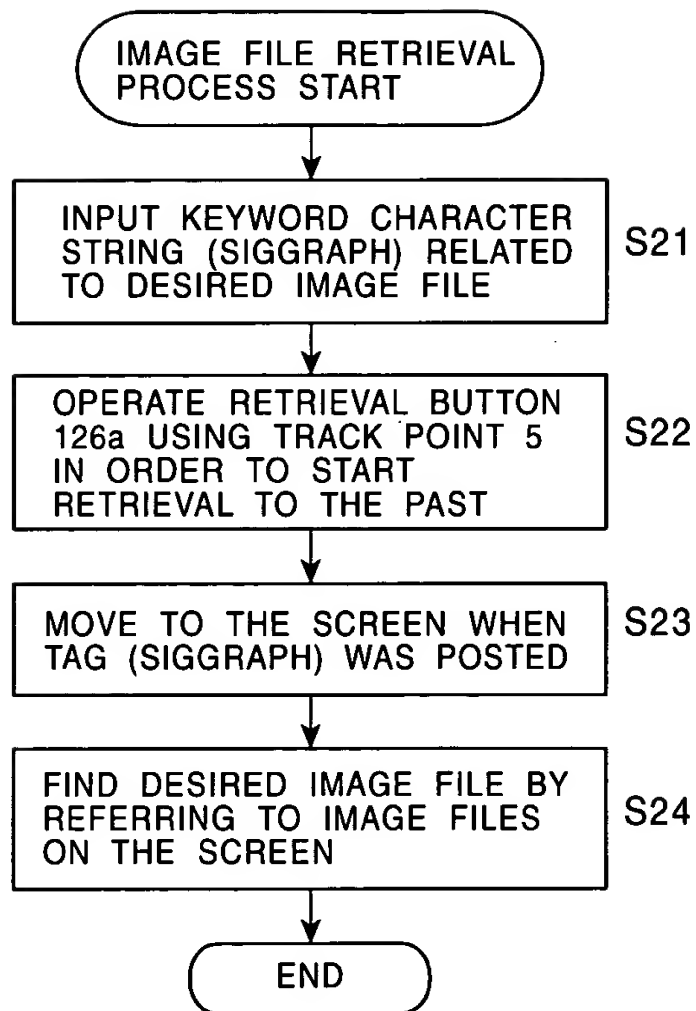 IMAGE FILE RETRIEVAL
PROCESS START
INPUT KEYWORD CHARACTER
STRING (SIGGRAPH) RELATED
TO DESIRED IMAGE FILE
S21
OPERATE RETRIEVAL BUTTON
126a USING TRACK POINT 5
IN ORDER TO START
RETRIEVAL TO THE PAST
S22
MOVE TO THE SCREEN WHEN
TAG (SIGGRAPH) WAS POSTED
S23
FIND DESIRED IMAGE FILE BY
REFERRING TO IMAGE FILES
ON THE SCREEN
S24
END